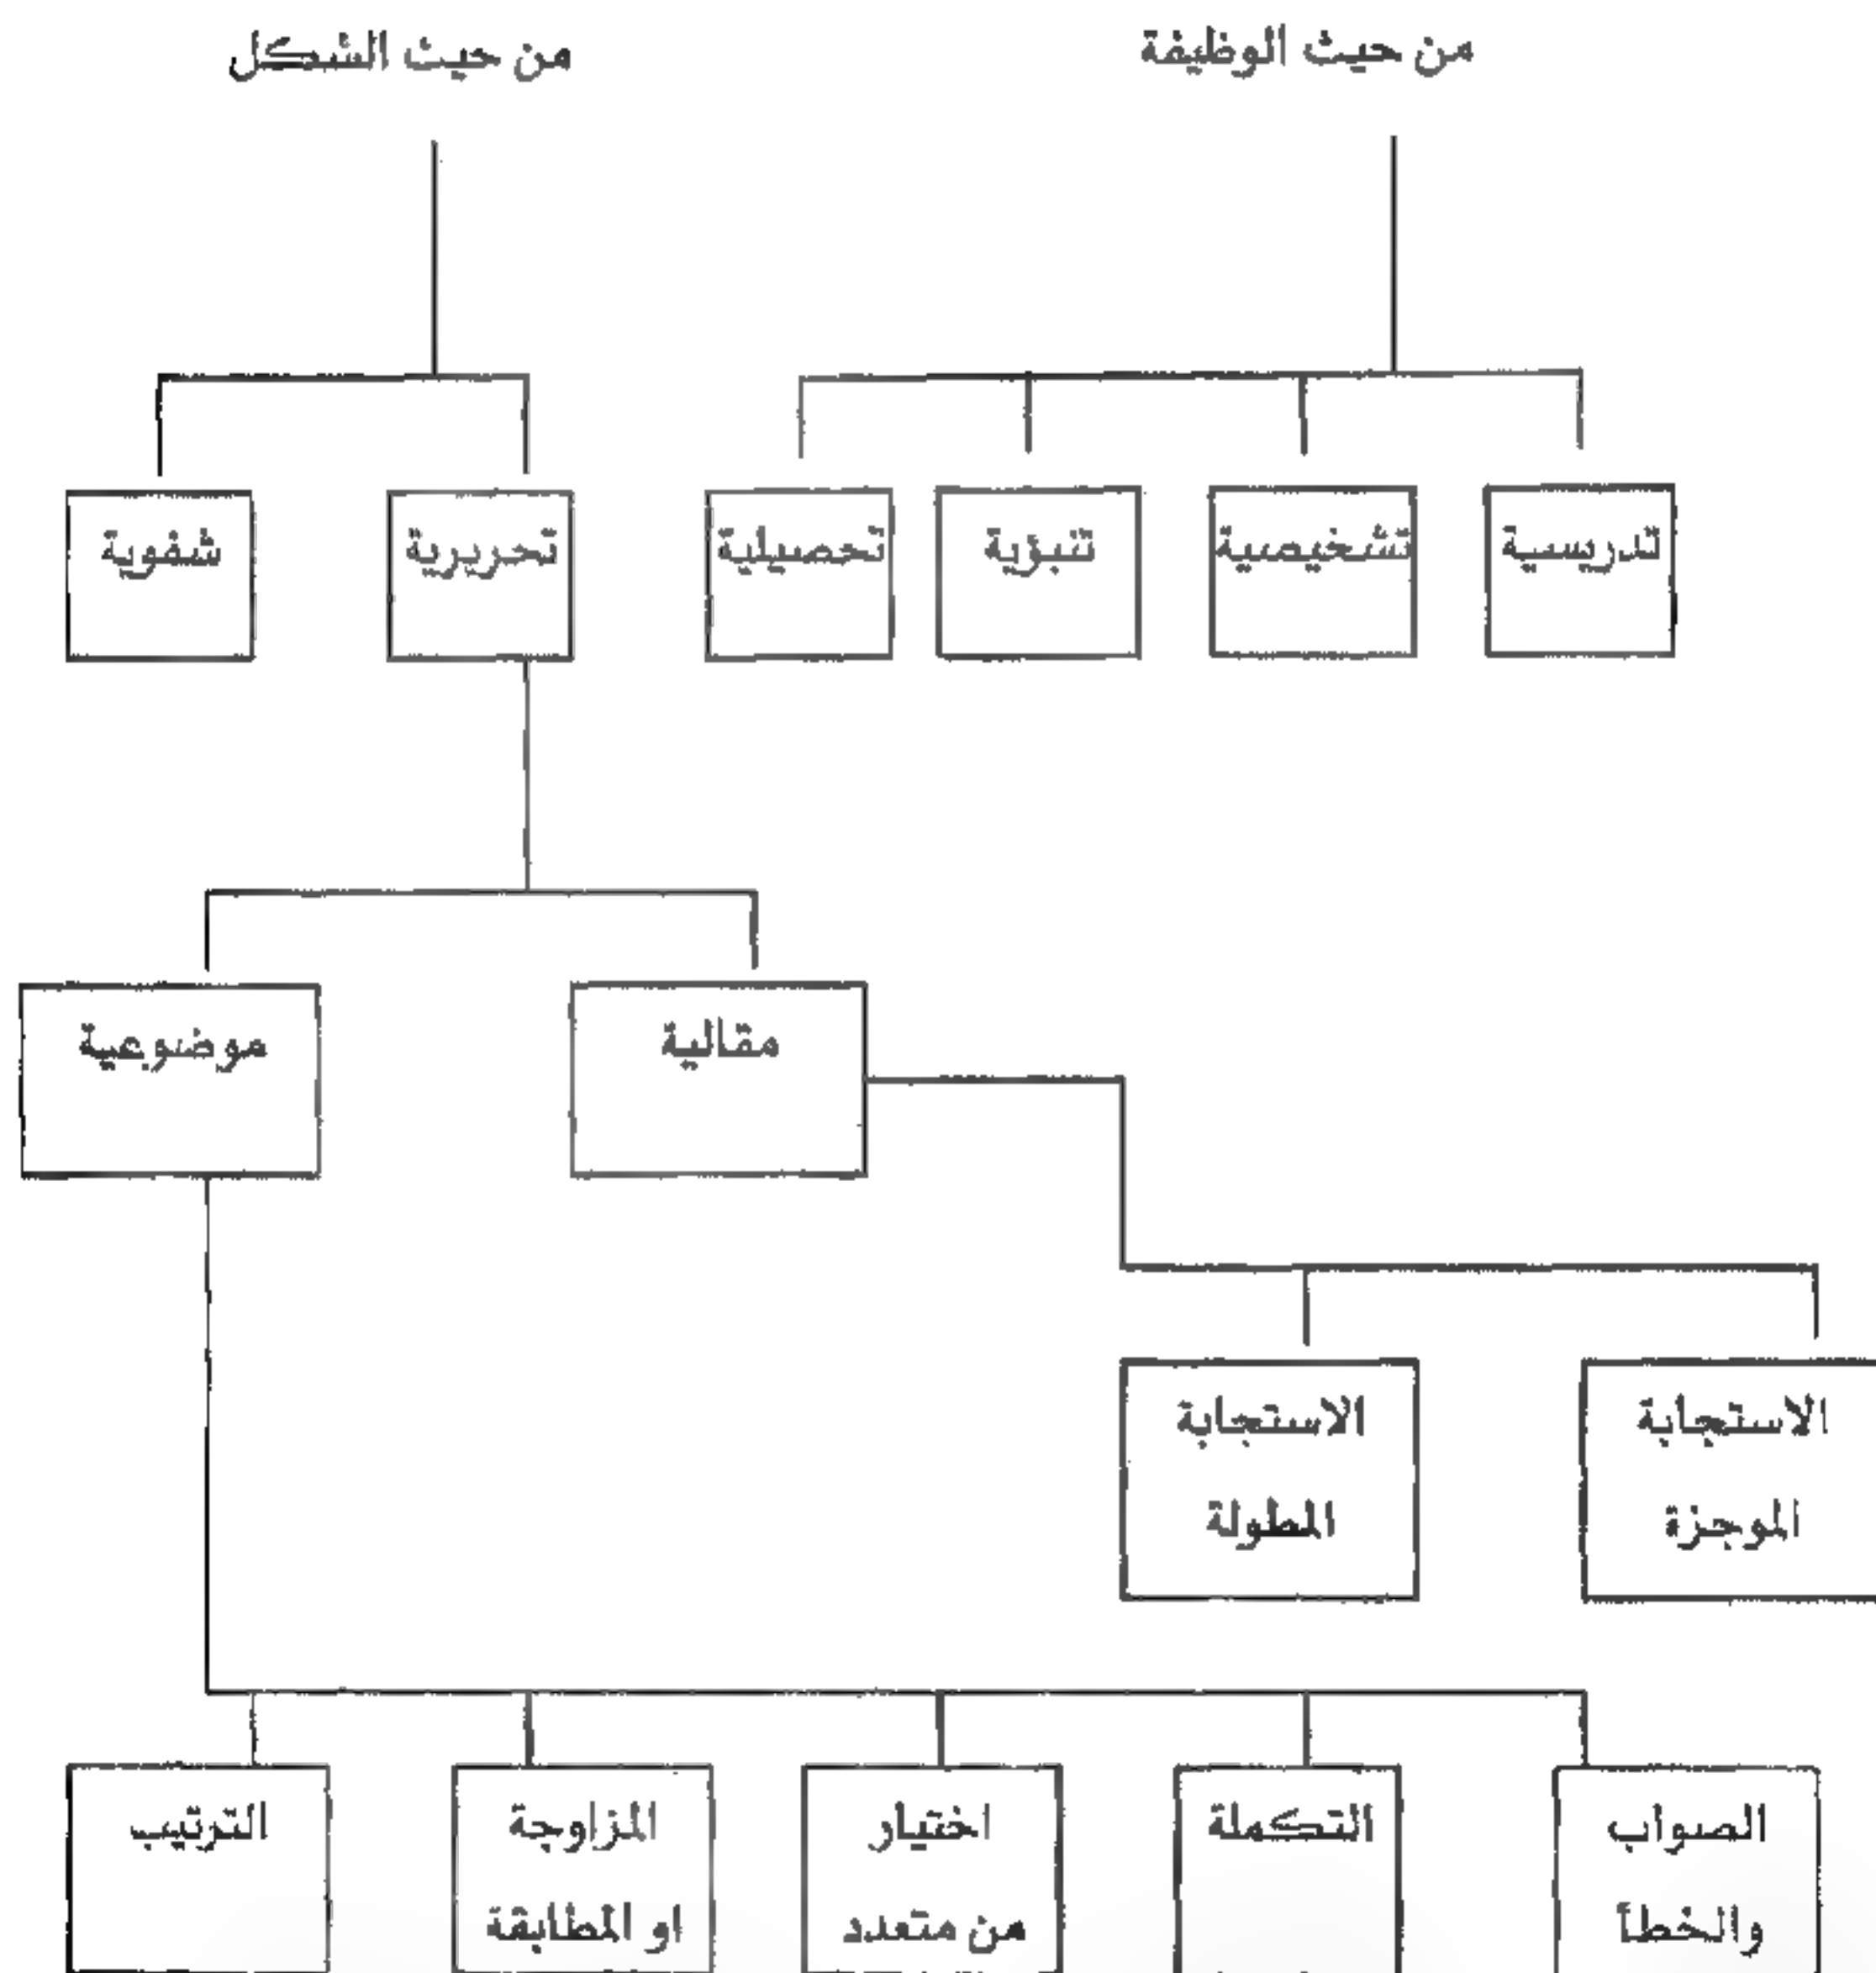 من حيث الوظيفة
من حيث الشكل
تدريسية
تشخيصية
تنبؤية
تحصيلية
تحريرية
شفوية
مقالية
موضوعية
الاستجابة
الموجزة
الاستجابة
المطولة
الصواب
والخطأ
التكملة
اختيار
من متعدد
المزاوجة
او المطابقة
الترتيب